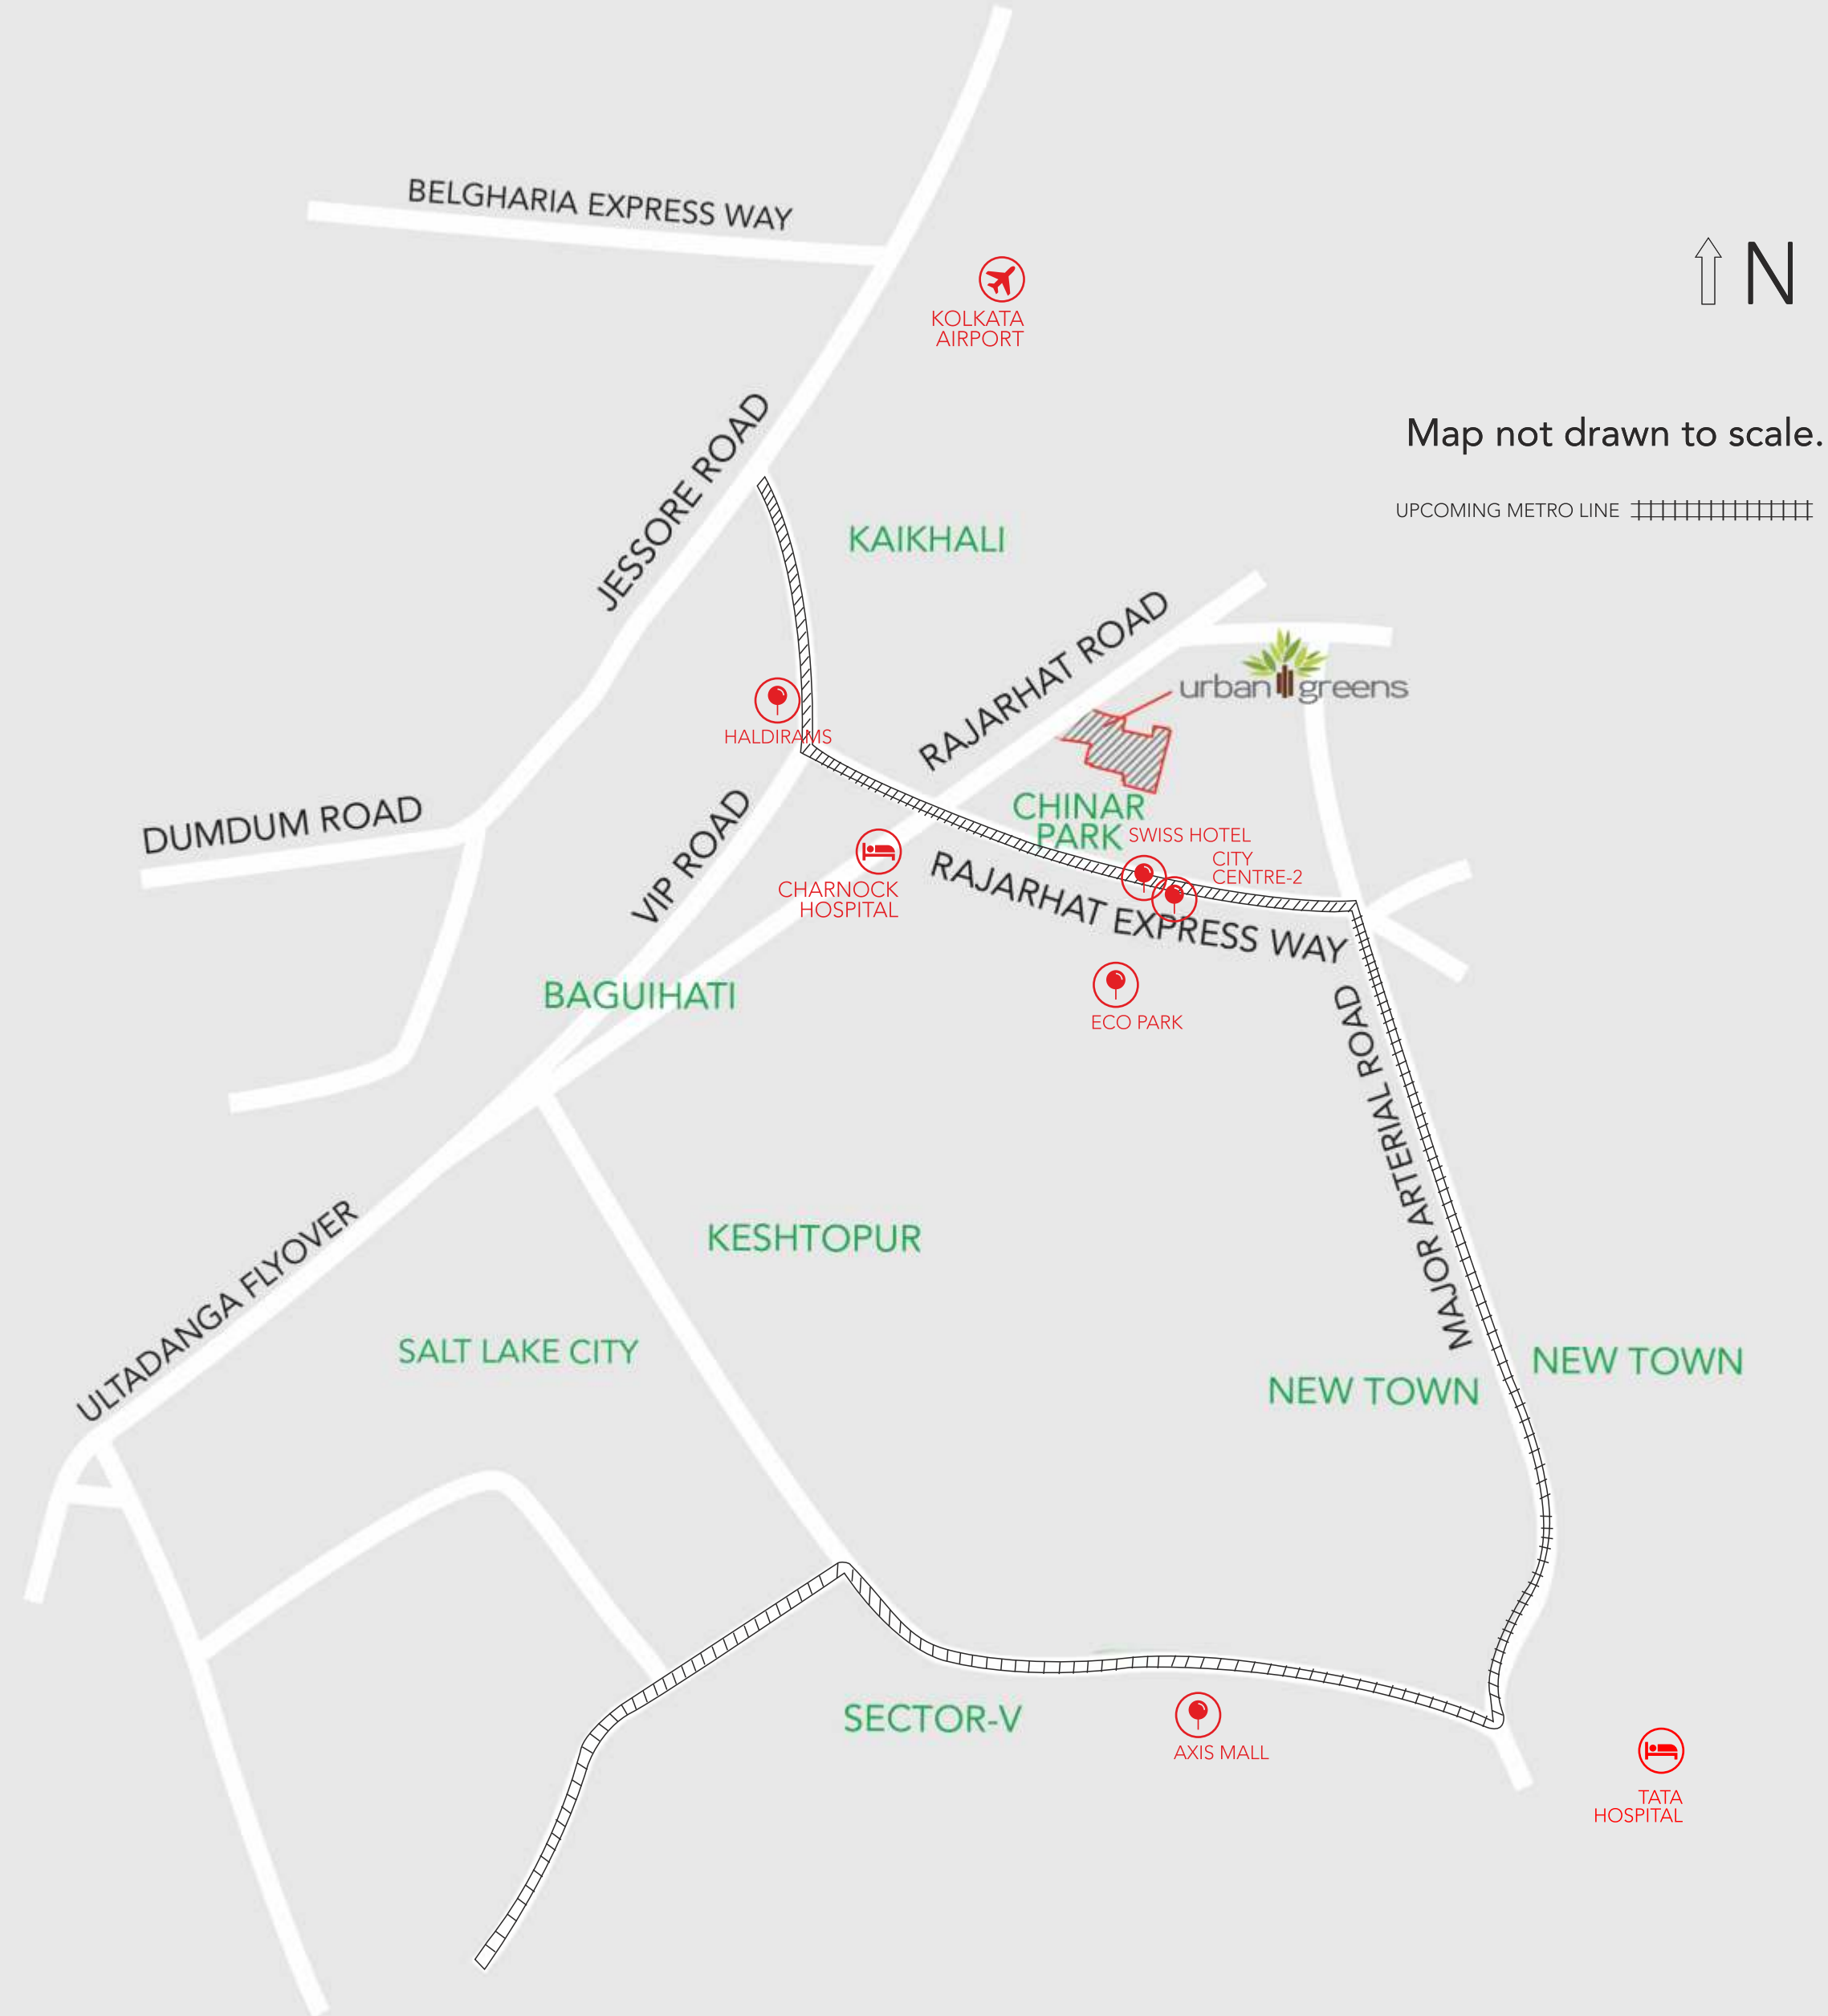 BELGHARIA EXPRESS WAY
N
KOLKATA
AIRPORT
Map not drawn to scale.
JESSORE ROAD
UPCOMING METRO LINE
KAIKHALI
RAJARHAT ROAD
urban greens
HALDIRAMS
DUMDUM ROAD
VIP ROAD
CHINAR
PARK
SWISS HOTEL
CITY
CENTRE-2
CHARNOCK
HOSPITAL
RAJARHAT EXPRESS WAY
BAGUIHATI
ECO PARK
MAJOR ARTERIAL ROAD
KESHTOPUR
ULTADANGA FLYOVER
SALT LAKE CITY
NEW TOWN
NEW TOWN
SECTOR-V
AXIS MALL
TATA
HOSPITAL